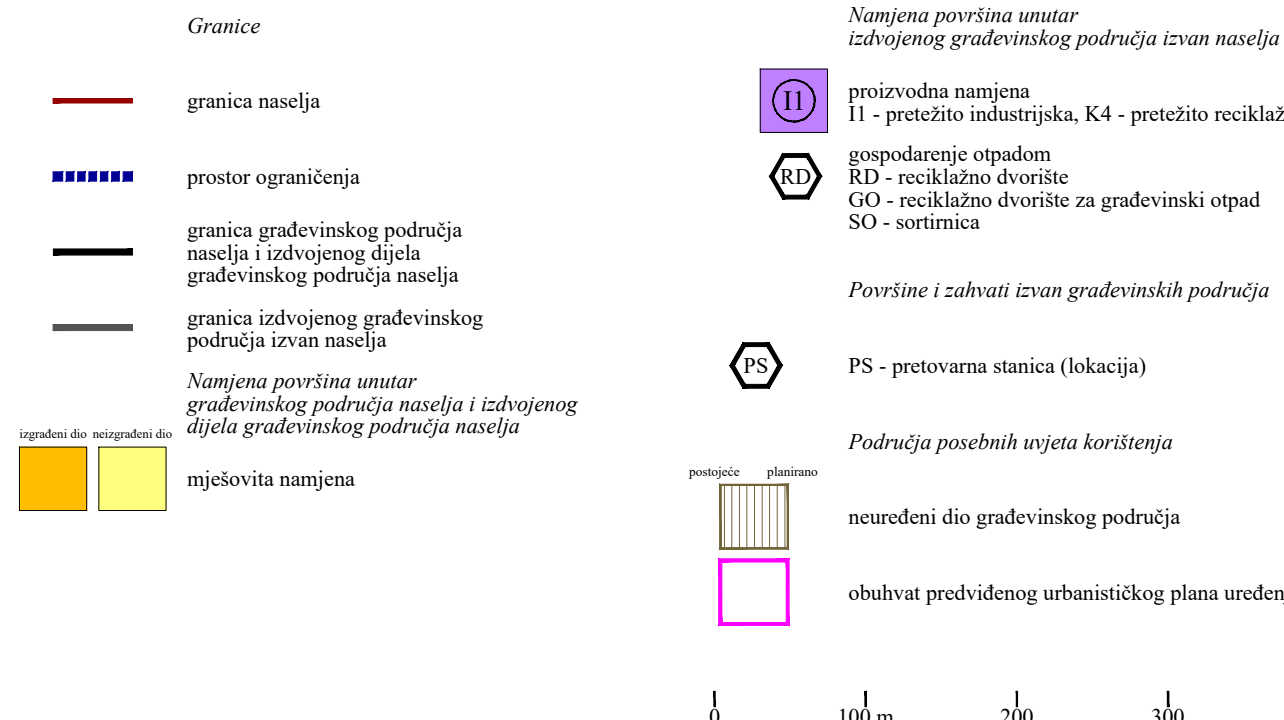 Granice
granica naselja
prostor ograničenja
granica građevinskog područja
naselja i izdvojenog dijela
građevinskog područja naselja
granica izdvojenog građevinskog
područja izvan naselja
Namjena površina unutar
građevinskog područja naselja i izdvojenog
dijela građevinskog područja naselja
izgrađeni dio neizgrađeni dio
mješovita namjena
Namjena površina unutar
izdvojenog građevinskog područja izvan naselja
I1
proizvodna namjena
I1 - pretežito industrijska, K4 - pretežito reciklaž
RD
gospodarenje otpadom
RD - reciklažno dvorište
GO - reciklažno dvorište za građevinski otpad
SO - sortirnica
Površine i zahvati izvan građevinskih područja
PS
PS - pretovarna stanica (lokacija)
Područja posebnih uvjeta korištenja
postojeće planirano
neuređeni dio građevinskog područja
obuhvat predviđenog urbanističkog plana uređen
0 100 m 200 300